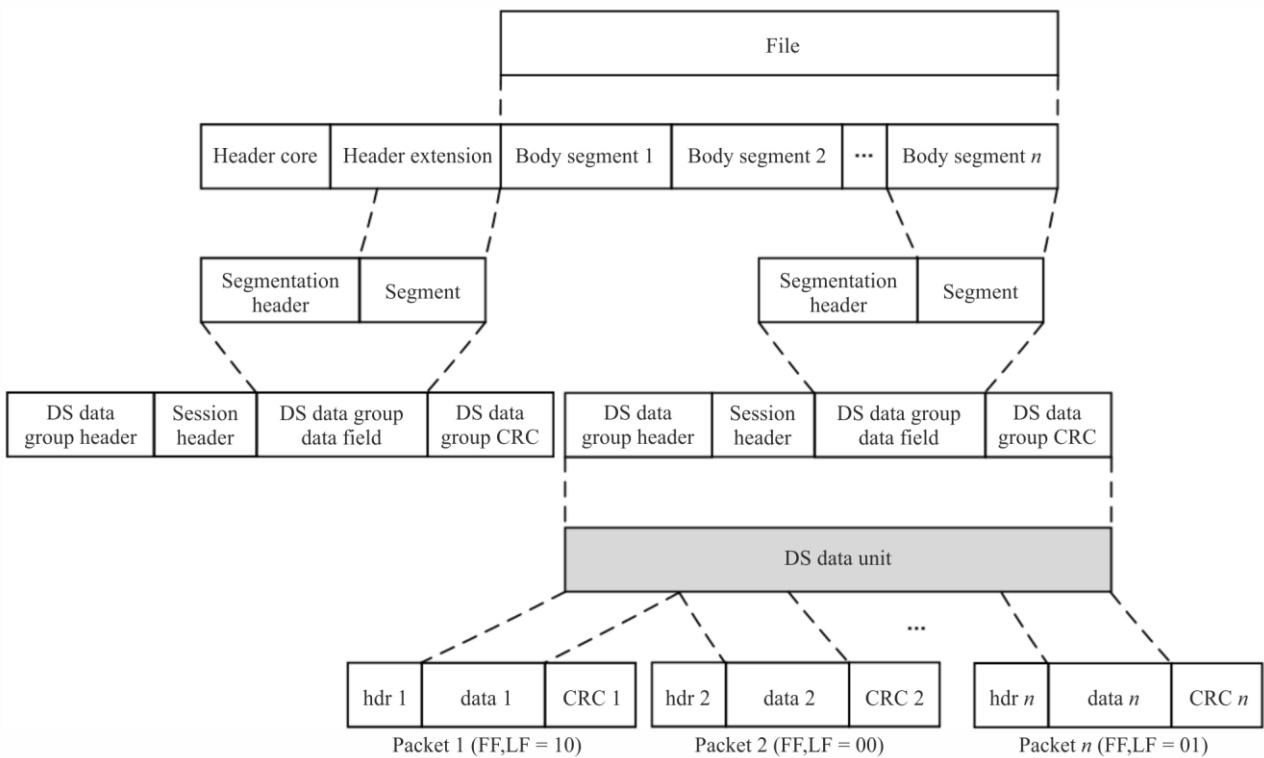 File
Header core
Header extension
Body segment 1
Body segment 2
...
Body segment n
Segmentation
header
Segment
Segmentation
header
Segment
DS data
group header
Session
header
DS data group
data field
DS data
group CRC
DS data
group header
Session
header
DS data group
data field
DS data
group CRC
DS data unit
...
hdr 1
data 1
CRC 1
hdr 2
data 2
CRC 2
hdr n
data n
CRC n
Packet 1 (FF,LF = 10)
Packet 2 (FF,LF = 00)
Packet n (FF,LF = 01)